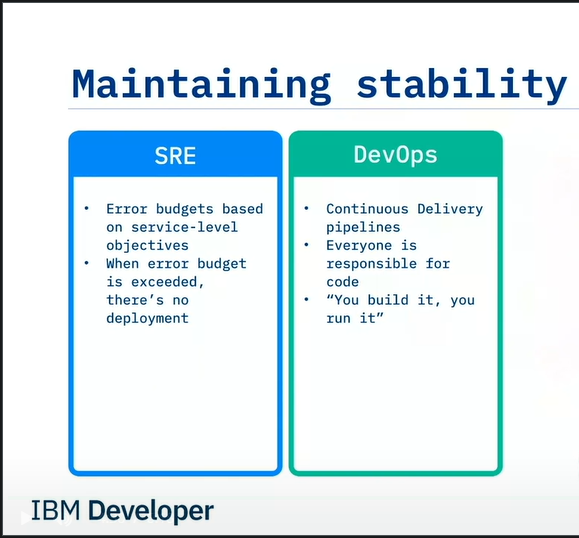 Maintaining stability
SRE
• Error budgets based
on service-level
objectives
• When error budget
is exceeded,
there's no
deployment
DevOps
• Continuous Delivery
pipelines
• Everyone is
responsible for
code
• “You build it, you
run it”
IBM Developer